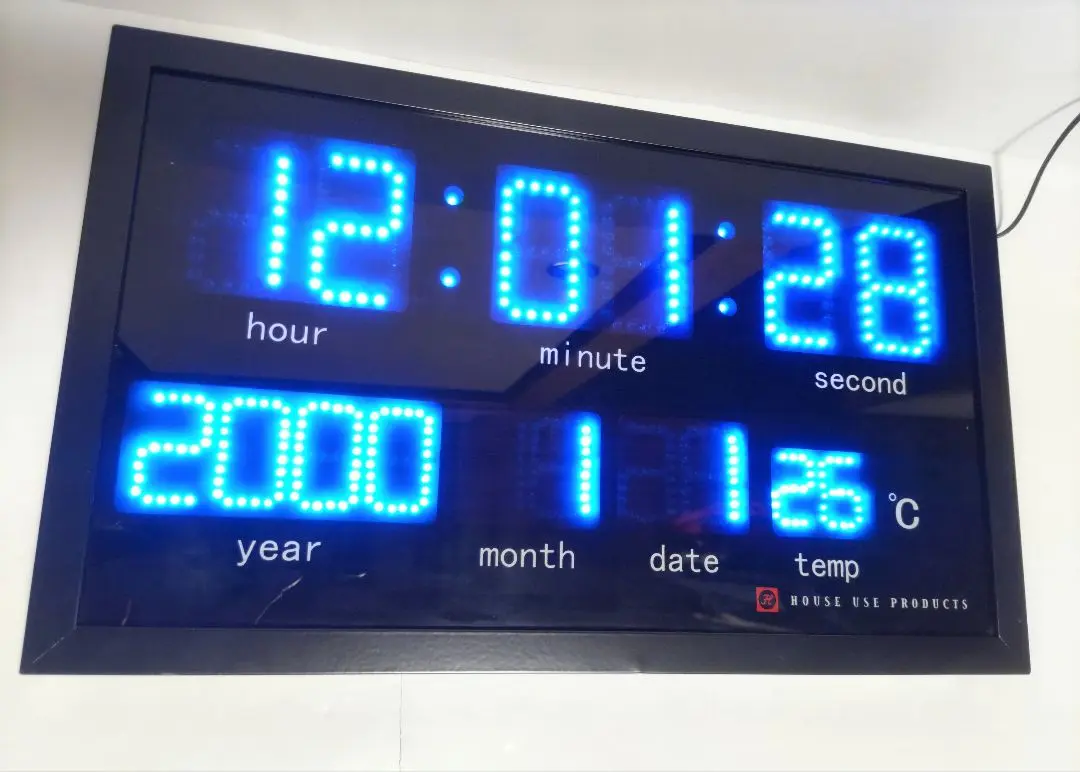 12:01:28
hour minute second
2000 1 1 26 °C
year month date temp
H HOUSE USE PRODUCTS